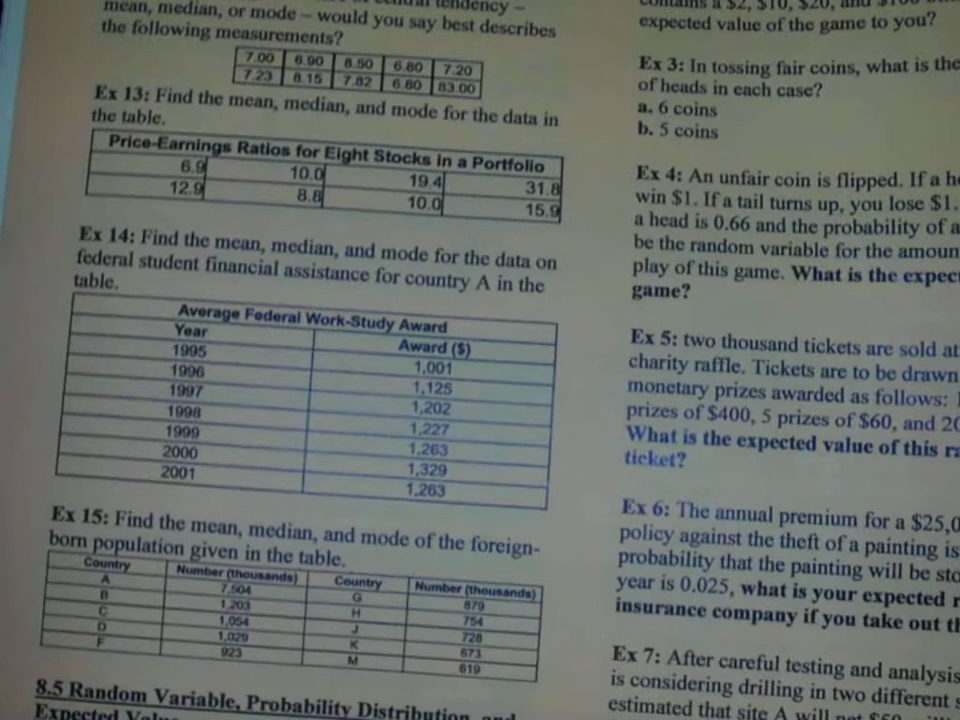 mean, median, or mode – would you say best describes
the following measurements?
7.00 6.90 8.50 6.80 7.20
7.23 8.15 7.82 6.80 83.00
Ex 13: Find the mean, median, and mode for the data in
the table.
Price-Earnings Ratios for Eight Stocks in a Portfolio
6.9 10.0 19.4 31.8
12.9 8.8 10.0 15.9
Ex 14: Find the mean, median, and mode for the data on
federal student financial assistance for country A in the
table.
Average Federal Work-Study Award
Year Award ($)
1995 1,001
1996 1,125
1997 1,202
1998 1,227
1999 1,263
2000 1,329
2001 1,263
Ex 15: Find the mean, median, and mode of the foreign-
born population given in the table.
Country Number (thousands) Country Number (thousands)
A 7,504 G 879
B 1,203 H 754
C 1,054 J 728
D 1,029 K 673
F 923 M 619
8.5 Random Variable, Probability Distribution, and
Expected
expected value of the game to you?
Ex 3: In tossing fair coins, what is the
of heads in each case?
a. 6 coins
b. 5 coins
Ex 4: An unfair coin is flipped. If a
win $1. If a tail turns up, you lose $1.
a head is 0.66 and the probability of a
be the random variable for the
play of this game. What is the
game?
Ex 5: two thousand tickets are sold at
charity raffle. Tickets are to be drawn
monetary prizes awarded as follows:
prizes of $400, 5 prizes of $60, and
What is the expected value of this
ticket?
Ex 6: The annual premium for a
policy against the theft of a painting is
probability that the painting will be
year is 0.025, what is your expected
insurance company if you take out
Ex 7: After careful testing and analysis
is considering drilling in two different
estimated that site A will